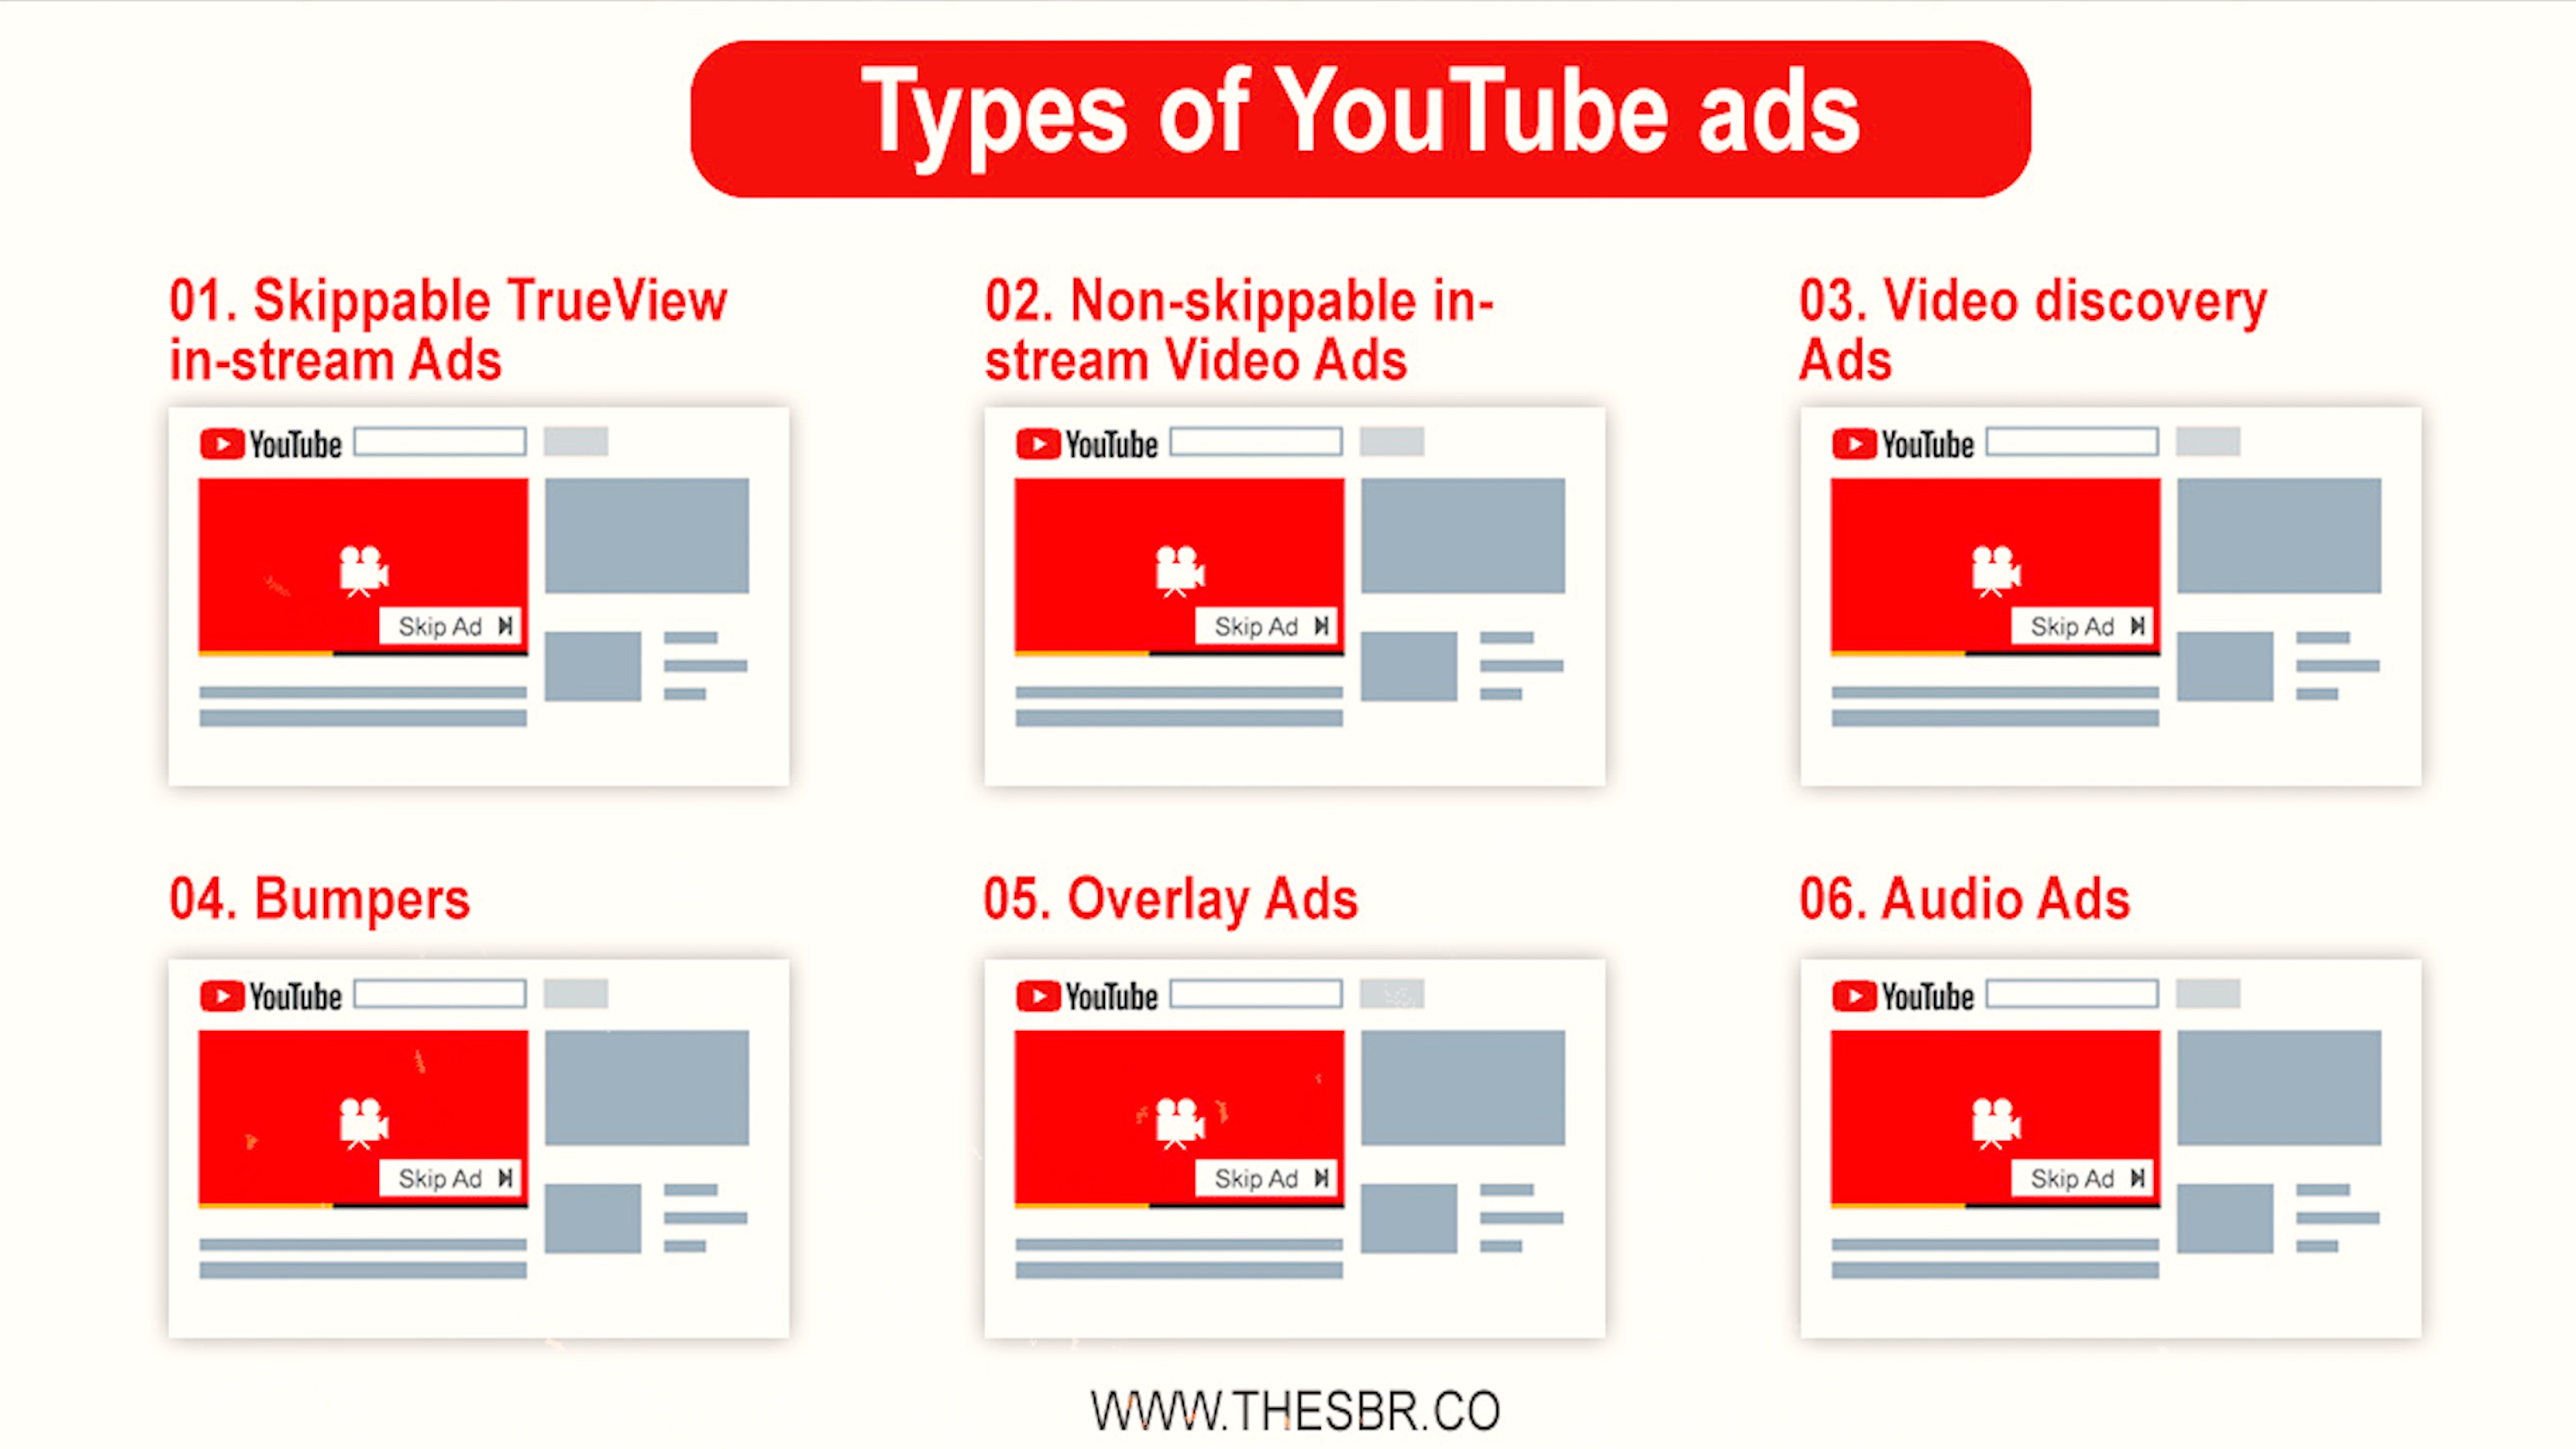 Types of YouTube ads
01. Skippable TrueView
in-stream Ads
02. Non-skippable in-
stream Video Ads
03. Video discovery
Ads
YouTube
Skip Ad
YouTube
Skip Ad
YouTube
Skip Ad
04. Bumpers
05. Overlay Ads
06. Audio Ads
YouTube
Skip Ad
YouTube
Skip Ad
YouTube
Skip Ad
WWW.THESBR.CO